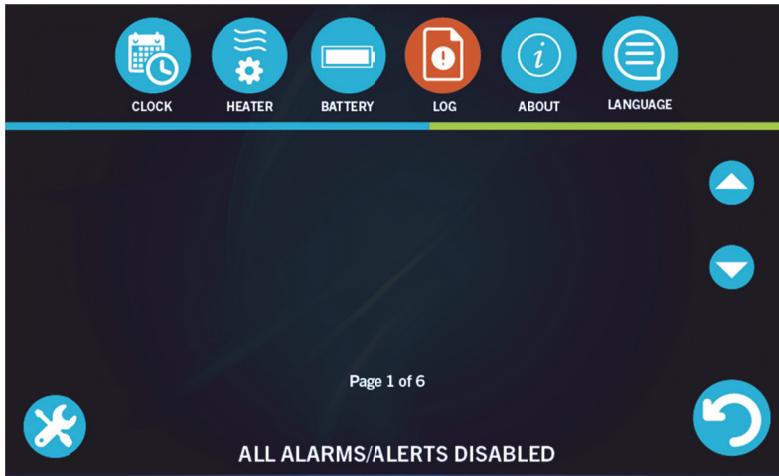 CLOCK HEATER BATTERY LOG ABOUT LANGUAGE
Page 1 of 6
ALL ALARMS/ALERTS DISABLED